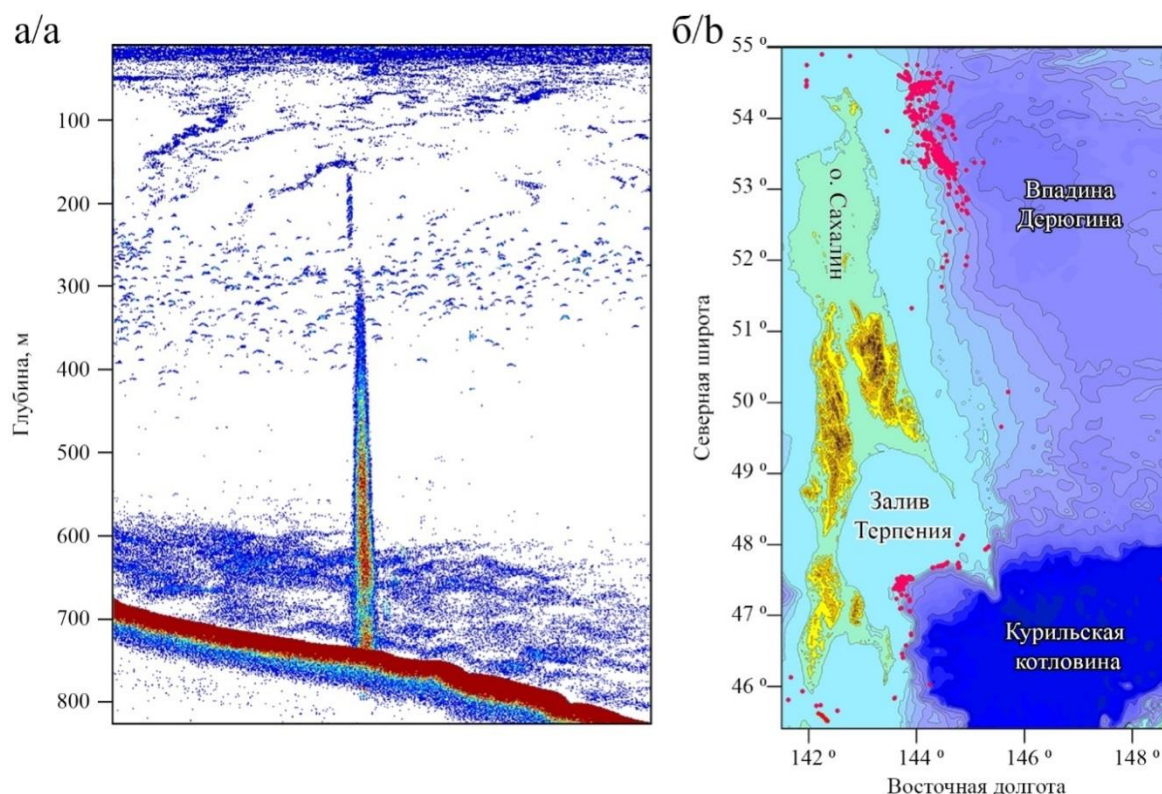 а/а
Глубина, м
100
200
300
400
500
600
700
800
б/b
Северная широта
55 º
54 º
53 º
52 º
51 º
50 º
49 º
48 º
47 º
46 º
о. Сахалин
Впадина
Дерюгина
Залив
Терпения
Курильская
котловина
142 º
144 º
146 º
148 º
Восточная долгота